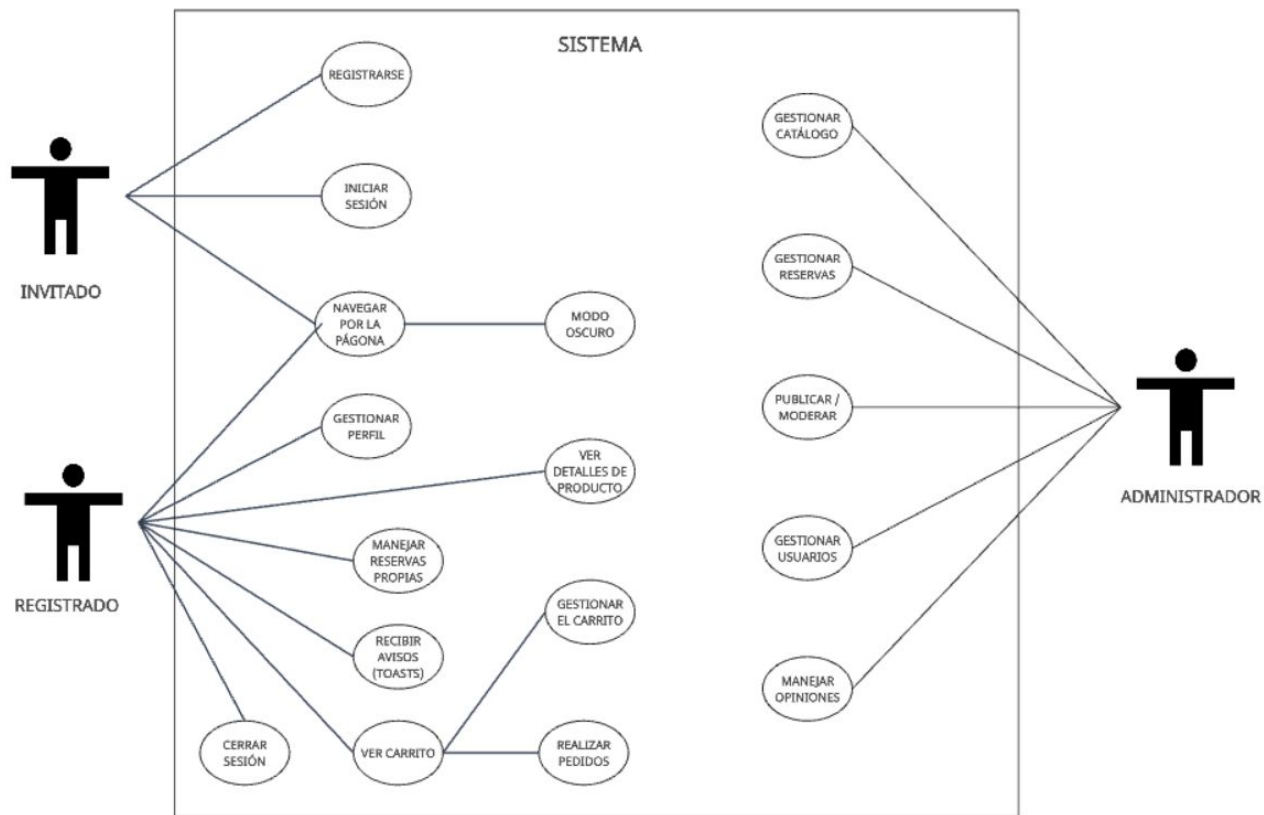 SISTEMA
REGISTRARSE
GESTIONAR
CATÁLOGO
INICIAR
SESIÓN
INVITADO
GESTIONAR
RESERVAS
NAVEGAR
POR LA
PÁGONA
MODO
OSCURO
PUBLICAR /
MODERAR
GESTIONAR
PERFIL
VER
DETALLES DE
PRODUCTO
ADMINISTRADOR
REGISTRADO
MANEJAR
RESERVAS
PROPIAS
GESTIONAR
USUARIOS
GESTIONAR
EL CARRITO
RECIBIR
AVISOS
(TOASTS)
MANEJAR
OPINIONES
CERRAR
SESIÓN
VER CARRITO
REALIZAR
PEDIDOS